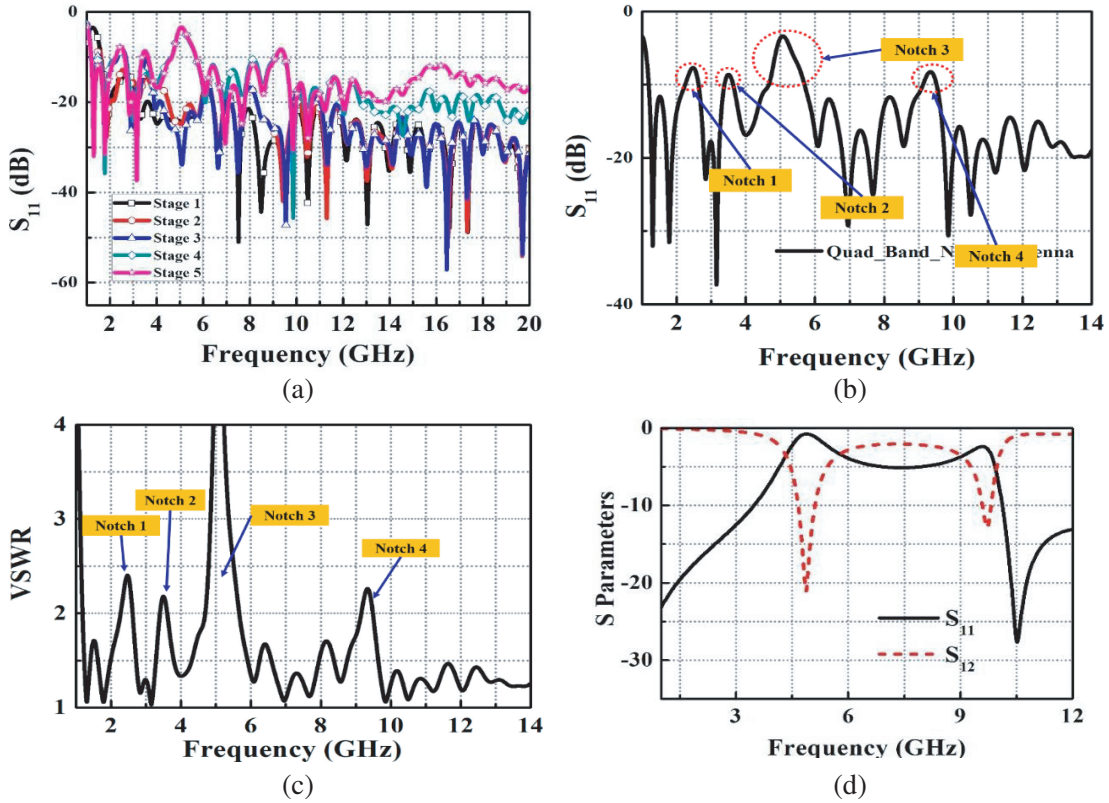 0
-20
-40
-60
S11 (dB)
Stage 1
Stage 2
Stage 3
Stage 4
Stage 5
2 4 6 8 10 12 14 16 18 20
Frequency (GHz)
(a)
0
-20
-40
S11 (dB)
Notch 3
Notch 1
Notch 2
Notch 4
Quad_Band_N enna
2 4 6 8 10 12 14
Frequency (GHz)
(b)
4
3
2
1
VSWR
Notch 1
Notch 2
Notch 3
Notch 4
2 4 6 8 10 12 14
Frequency (GHz)
(c)
0
-10
-20
-30
S Parameters
S11
S12
3 6 9 12
Frequency (GHz)
(d)